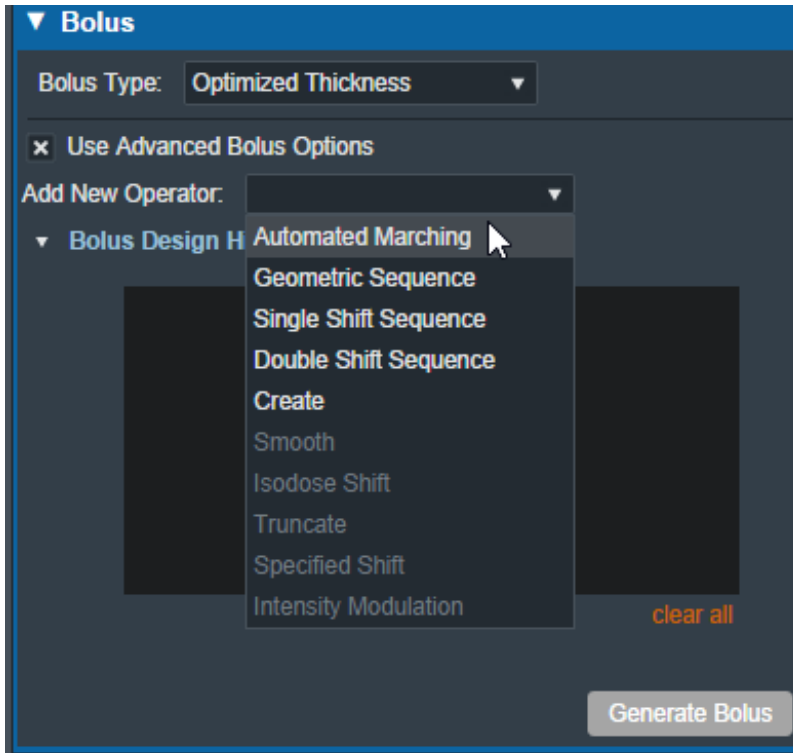 Bolus
Bolus Type: Optimized Thickness
Use Advanced Bolus Options
Add New Operator:
Bolus Design H
Automated Marching
Geometric Sequence
Single Shift Sequence
Double Shift Sequence
Create
Smooth
Isodose Shift
Truncate
Specified Shift
Intensity Modulation
clear all
Generate Bolus